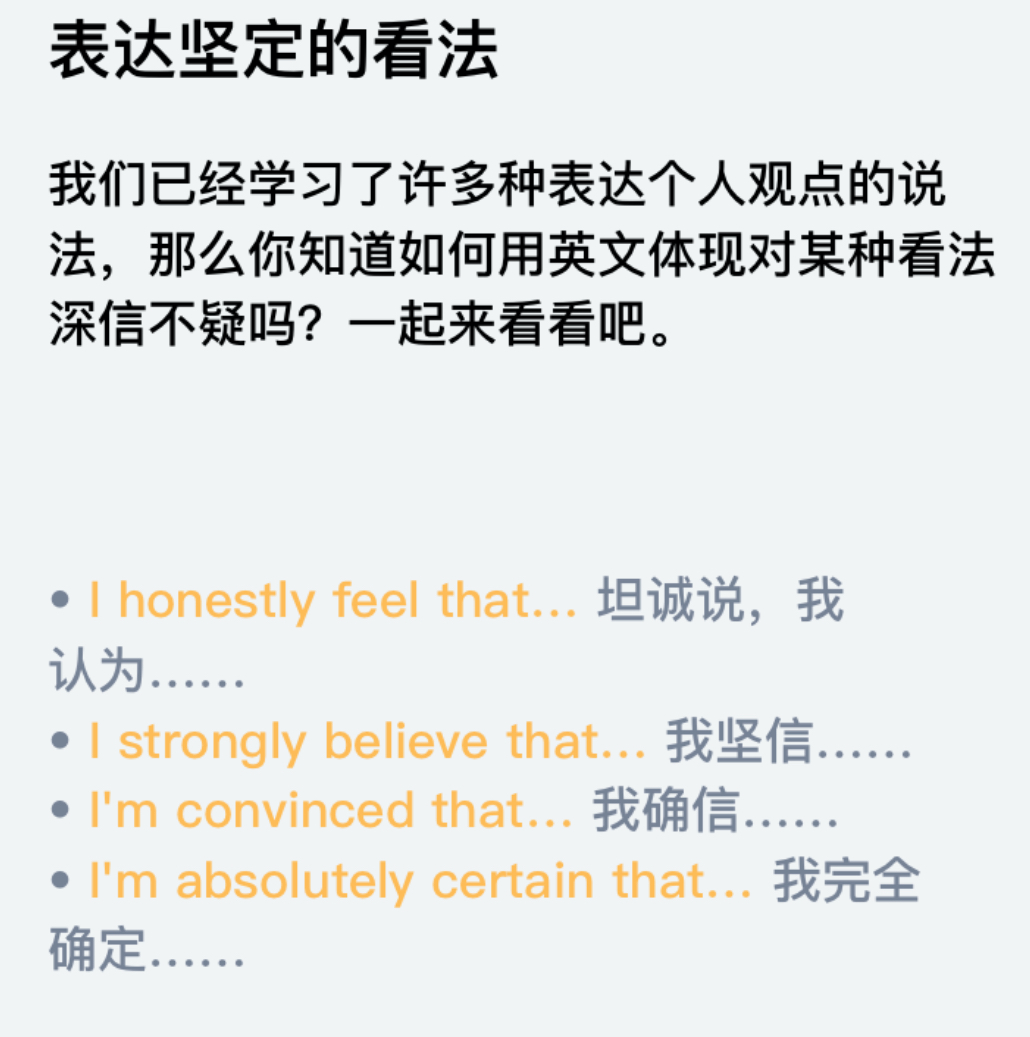 表达坚定的看法
我们已经学习了许多种表达个人观点的说
法，那么你知道如何用英文体现对某种看法
深信不疑吗？一起来看看吧。
• I honestly feel that... 坦诚说，我
认为……
• I strongly believe that... 我坚信……
• I'm convinced that... 我确信……
• I'm absolutely certain that... 我完全
确定……